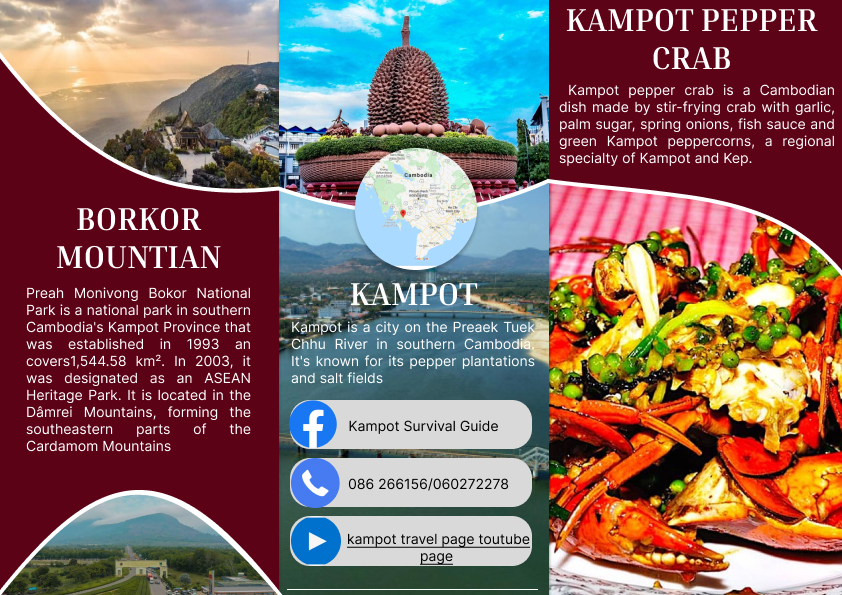 BORKOR
MOUNTIAN
Preah Monivong Bokor National
Park is a national park in southern
Cambodia's Kampot Province that
was established in 1993 an
covers1,544.58 km². In 2003, it
was designated as an ASEAN
Heritage Park. It is located in the
Dâmrei Mountains, forming the
southeastern parts of the
Cardamom Mountains
Cambodia
KAMPOT
Kampot is a city on the Preaek Tuek
Chhu River in southern Cambodia.
It's known for its pepper plantations
and salt fields
Kampot Survival Guide
086 266156/060272278
kampot travel page toutube
page
KAMPOT PEPPER
CRAB
Kampot pepper crab is a Cambodian
dish made by stir-frying crab with garlic,
palm sugar, spring onions, fish sauce and
green Kampot peppercorns, a regional
specialty of Kampot and Kep.